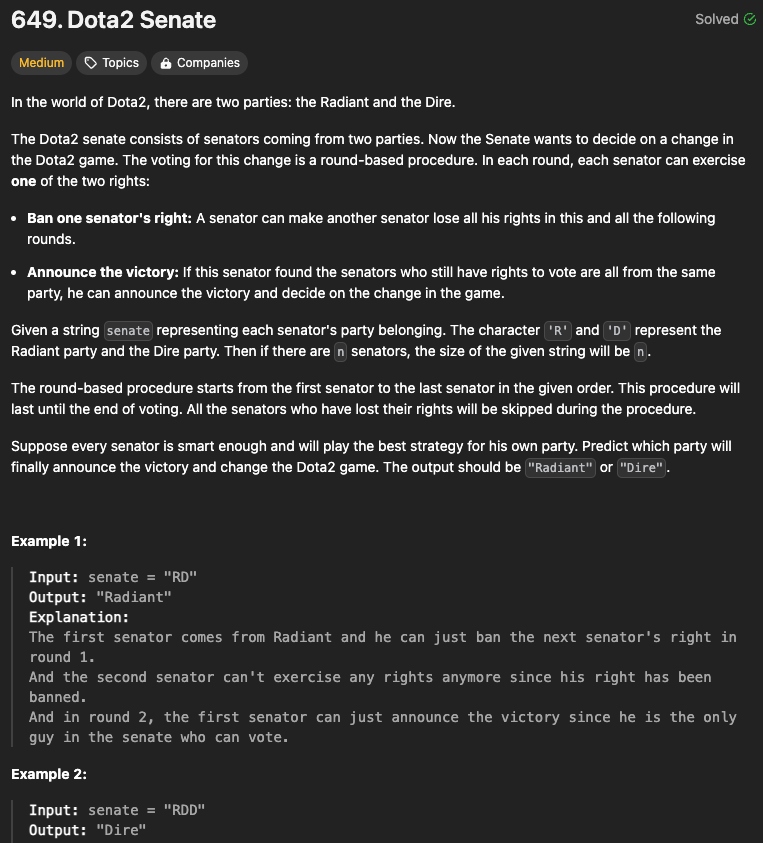 649. Dota2 Senate
Solved
Medium
Topics
Companies
In the world of Dota2, there are two parties: the Radiant and the Dire.
The Dota2 senate consists of senators coming from two parties. Now the Senate wants to decide on a change in
the Dota2 game. The voting for this change is a round-based procedure. In each round, each senator can exercise
one of the two rights:
• Ban one senator's right: A senator can make another senator lose all his rights in this and all the following
rounds.
• Announce the victory: If this senator found the senators who still have rights to vote are all from the same
party, he can announce the victory and decide on the change in the game.
Given a string senate representing each senator's party belonging. The character 'R' and 'D' represent the
Radiant party and the Dire party. Then if there are n senators, the size of the given string will be n.
The round-based procedure starts from the first senator to the last senator in the given order. This procedure will
last until the end of voting. All the senators who have lost their rights will be skipped during the procedure.
Suppose every senator is smart enough and will play the best strategy for his own party. Predict which party will
finally announce the victory and change the Dota2 game. The output should be "Radiant" or "Dire".
Example 1:
Input: senate = "RD"
Output: "Radiant"
Explanation:
The first senator comes from Radiant and he can just ban the next senator's right in
round 1.
And the second senator can't exercise any rights anymore since his right has been
banned.
And in round 2, the first senator can just announce the victory since he is the only
guy in the senate who can vote.
Example 2:
Input: senate = "RDD"
Output: "Dire"